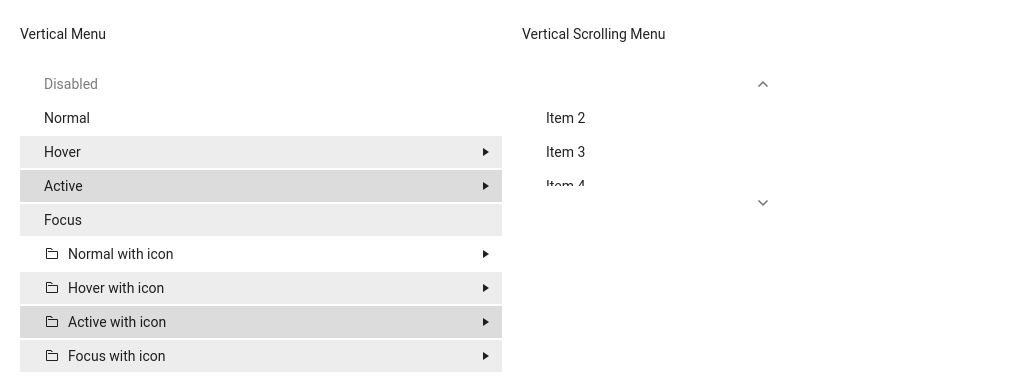 Vertical Menu
Disabled
Normal
Hover
Active
Focus
Normal with icon
Hover with icon
Active with icon
Focus with icon
Vertical Scrolling Menu
Item 2
Item 3
Item 4